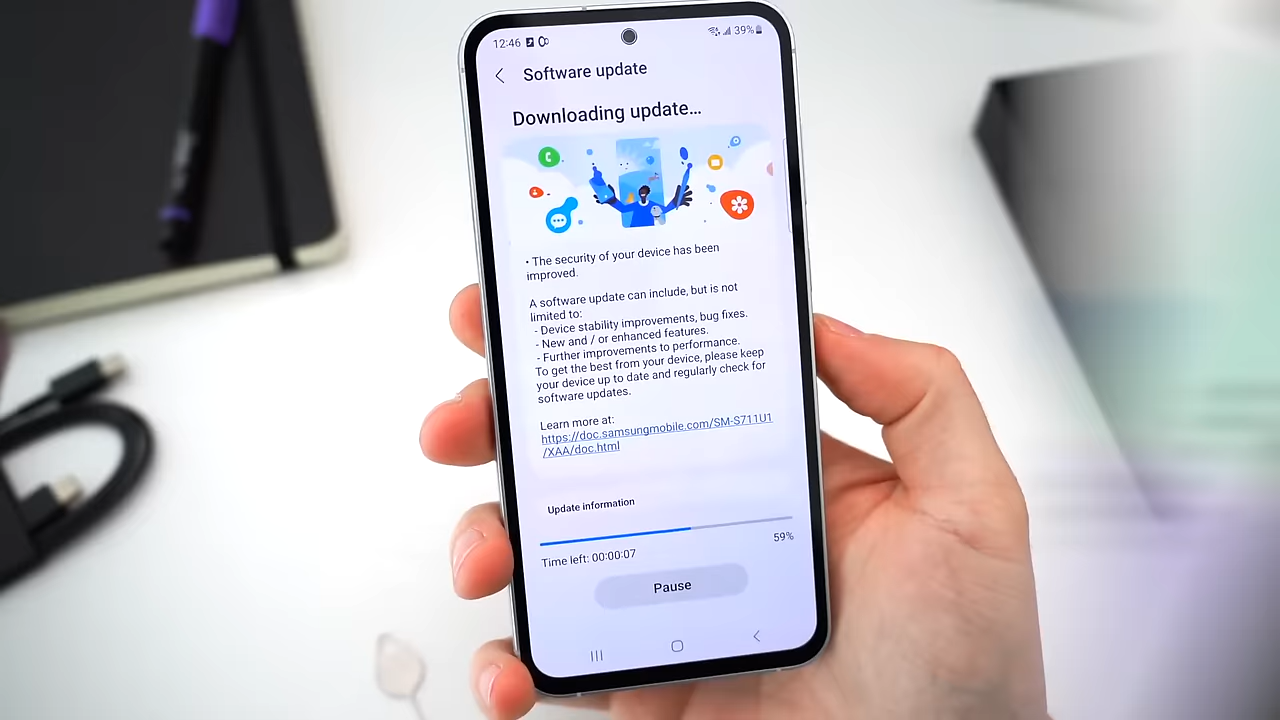 12:46 39%
Software update
Downloading update...
• The security of your device has been
improved.
A software update can include, but is not
limited to:
- Device stability improvements, bug fixes.
- New and / or enhanced features.
- Further improvements to performance.
To get the best from your device, please keep
your device up to date and regularly check for
software updates.
Learn more at:
https://doc.samsungmobile.com/SM-S711U1
/XAA/doc.html
Update information
59%
Time left: 00:00:07
Pause